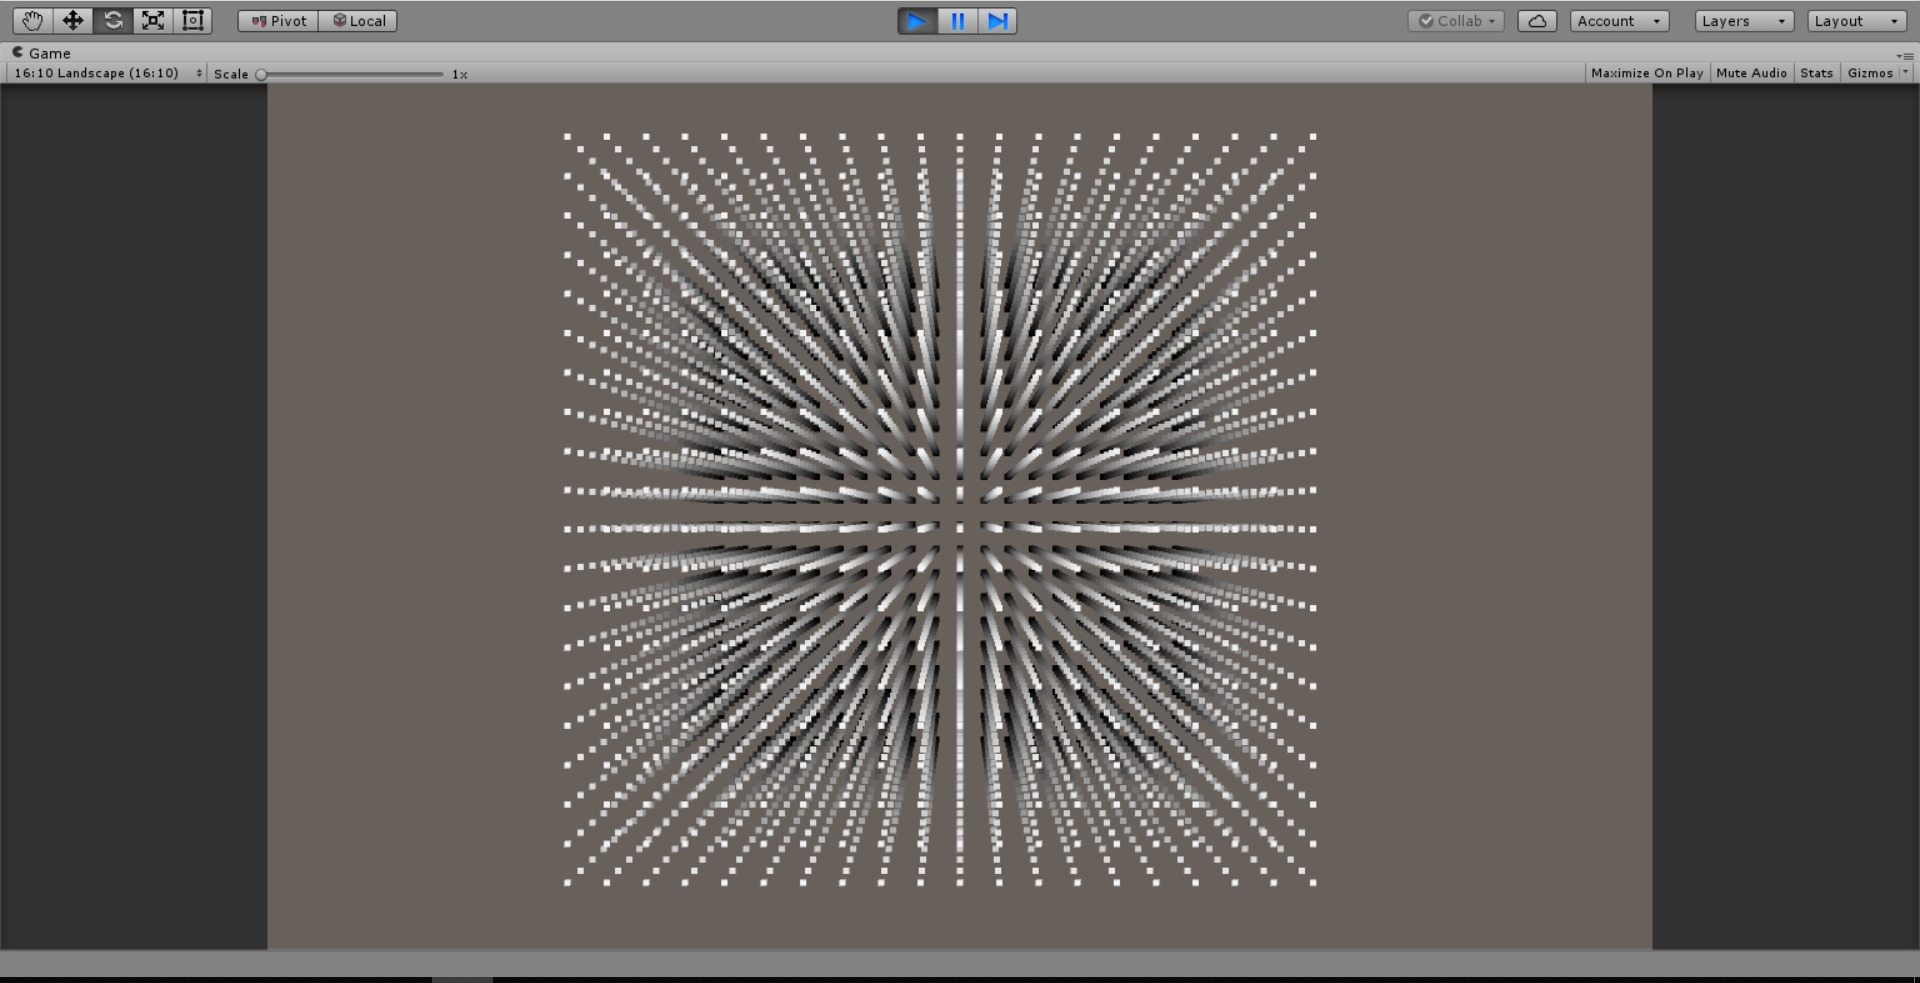 Pivot Local Collab Account Layers Layout
Game
16:10 Landscape (16:10) Scale 1x Maximize On Play Mute Audio Stats Gizmos